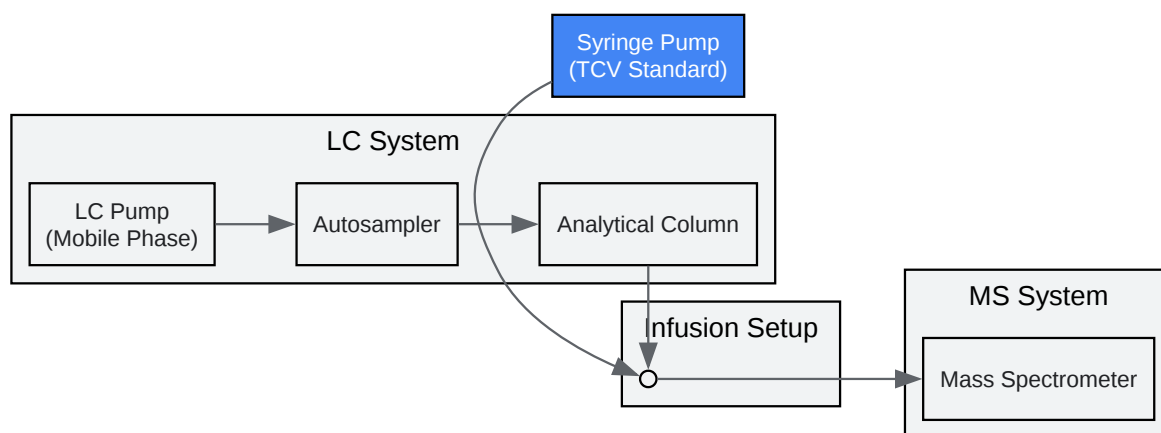 Syringe Pump
(TCV Standard)
LC System
LC Pump
(Mobile Phase)
Autosampler
Analytical Column
Infusion Setup
MS System
Mass Spectrometer